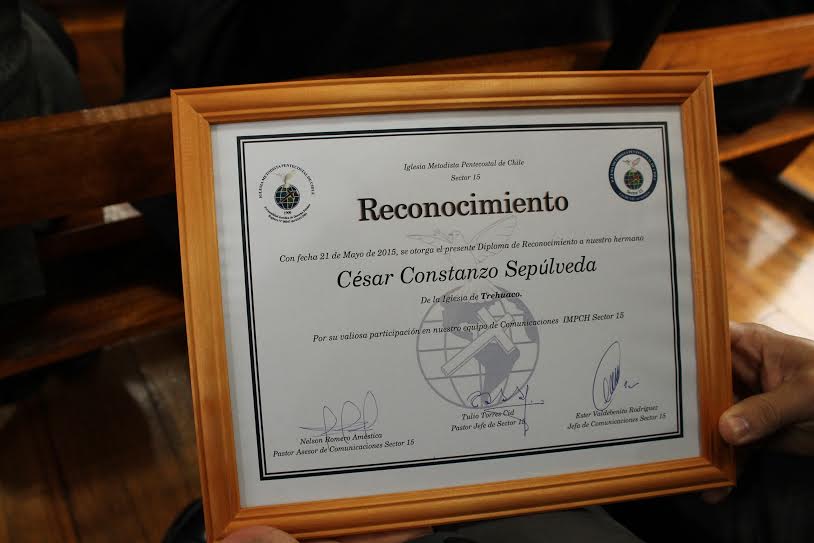 Iglesia Metodista Pentecostal de Chile
Sector 15
Reconocimiento
Con fecha 21 de Mayo de 2015, se otorga el presente Diploma de Reconocimiento a nuestro hermano
César Constanzo Sepúlveda
De la Iglesia de Trehuaco.
Por su valiosa participación en nuestro equipo de Comunicaciones IMPCH Sector 15
Nelson Romero Améstica
Pastor Asesor de Comunicaciones Sector 15
Tulio Torres Cid
Pastor Jefe de Sector 15
Ester Valdebenito Rodríguez
Jefa de Comunicaciones Sector 15